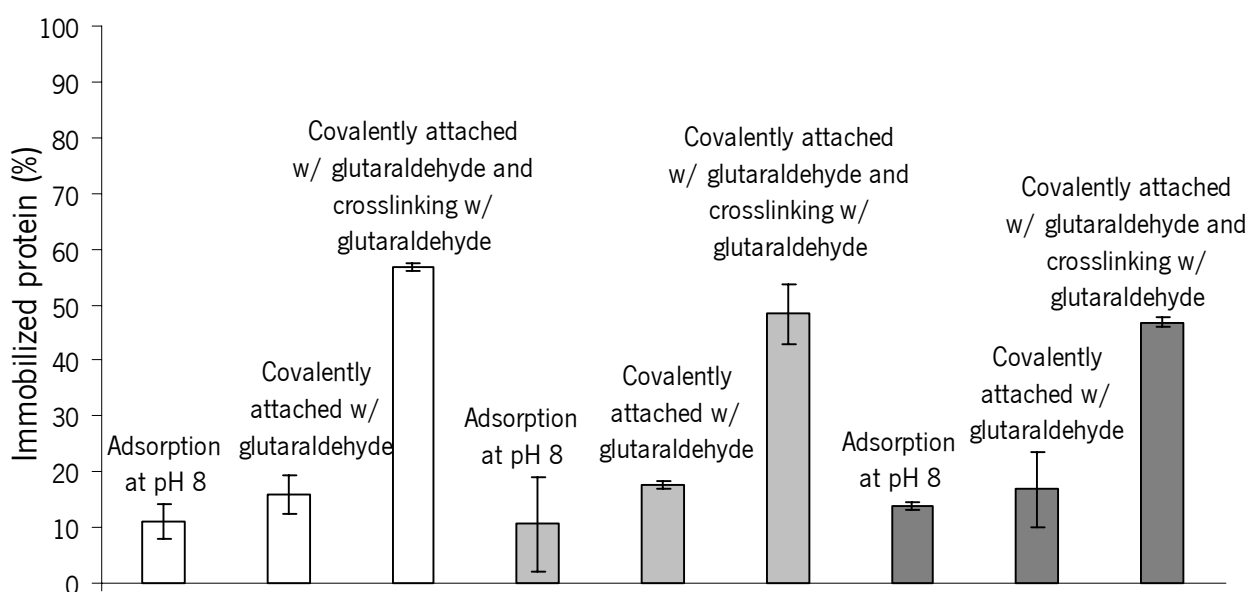 Immobilized protein (%)
100
90
80
70
60
50
40
30
20
10
0
Adsorption
at pH 8
Covalently
attached w/
glutaraldehyde
Covalently attached
w/ glutaraldehyde and
crosslinking w/
glutaraldehyde
Adsorption
at pH 8
Covalently
attached w/
glutaraldehyde
Covalently attached
w/ glutaraldehyde and
crosslinking w/
glutaraldehyde
Adsorption
at pH 8
Covalently
attached w/
glutaraldehyde
Covalently attached
w/ glutaraldehyde and
crosslinking w/
glutaraldehyde